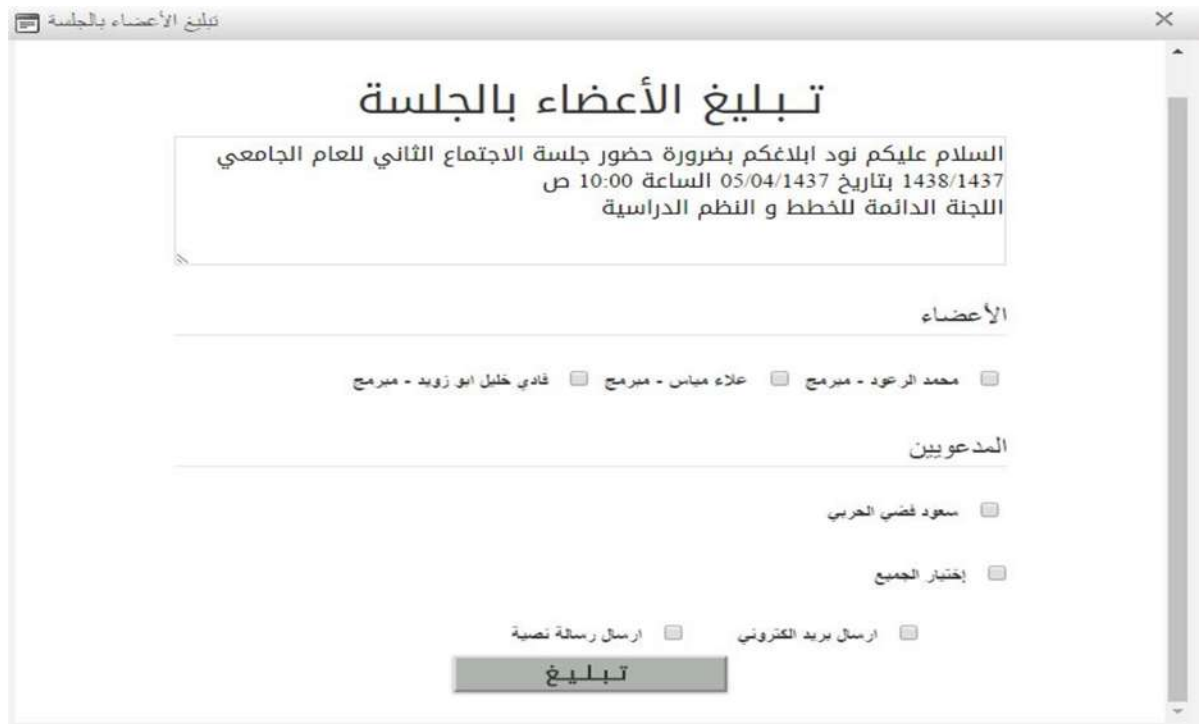 تبليغ الأعضاء بالجلسة
تـبـليغ الأعضاء بالجلسة
السلام عليكم نود ابلاغكم بضرورة حضور جلسة الاجتماع الثاني للعام الجامعي
1438/1437 بتاريخ 05/04/1437 الساعة 10:00 ص
اللجنة الدائمة للخطط و النظم الدراسية
الأعضاء
محمد الرعود - مبرمج علاء مياس - مبرمج فادي خليل ابو زويد - مبرمج
المدعويين
سعود فضي الحربي
إختيار الجميع
ارسال بريد الكتروني ارسال رسالة نصية
تـبـلـيـغ